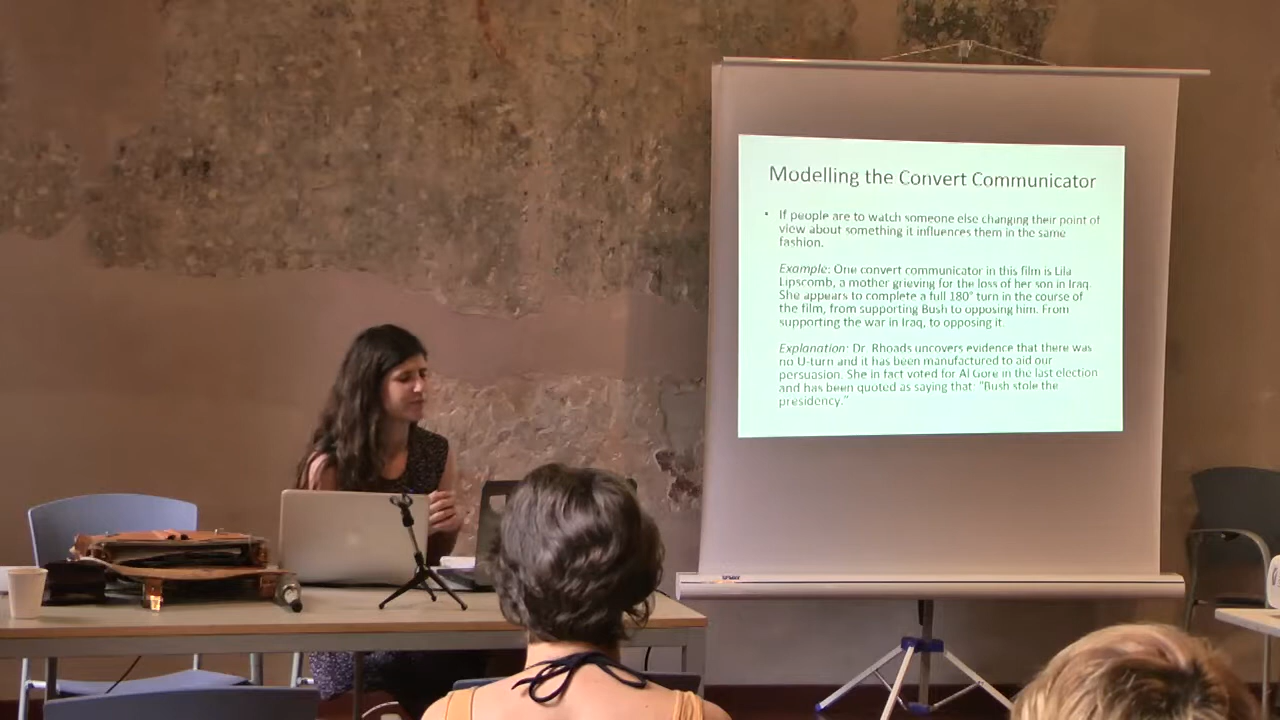 Modelling the Convert Communicator
• If people are to watch someone else changing their point of
view about something it influences them in the same
fashion.
Example: One convert communicator in this film is Lila
Lipscomb, a mother grieving for the loss of her son in Iraq.
She appears to complete a full 180° turn in the course of
the film, from supporting Bush to opposing him. From
supporting the war in Iraq, to opposing it.
Explanation: Dr. Rhoads uncovers evidence that there was
no U-turn and it has been manufactured to aid our
persuasion. She in fact voted for Al Gore in the last election
and has been quoted as saying that: "Bush stole the
presidency."